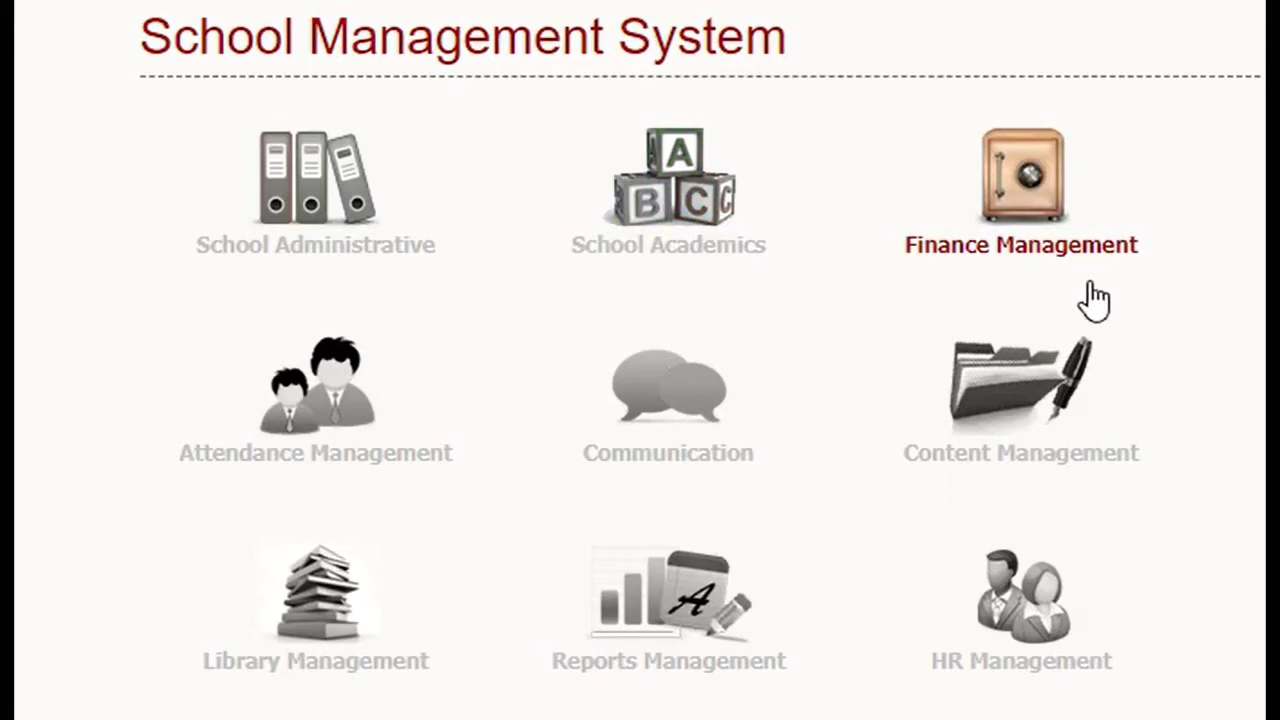 School Management System
A
B C C
School Administrative
School Academics
Finance Management
Attendance Management
Communication
Content Management
A
Library Management
Reports Management
HR Management